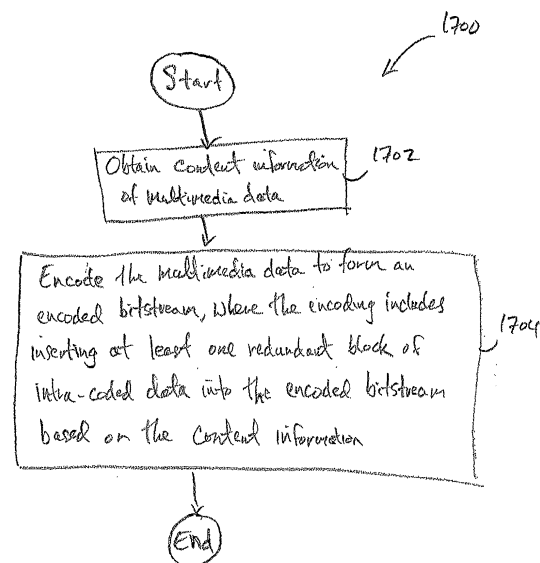 1700
Start
Obtain content information
of multimedia data
1702
Encode the multimedia data to form an
encoded bitstream, where the encoding includes
inserting at least one redundant block of
intra-coded data into the encoded bitstream
based on the content information
1704
End